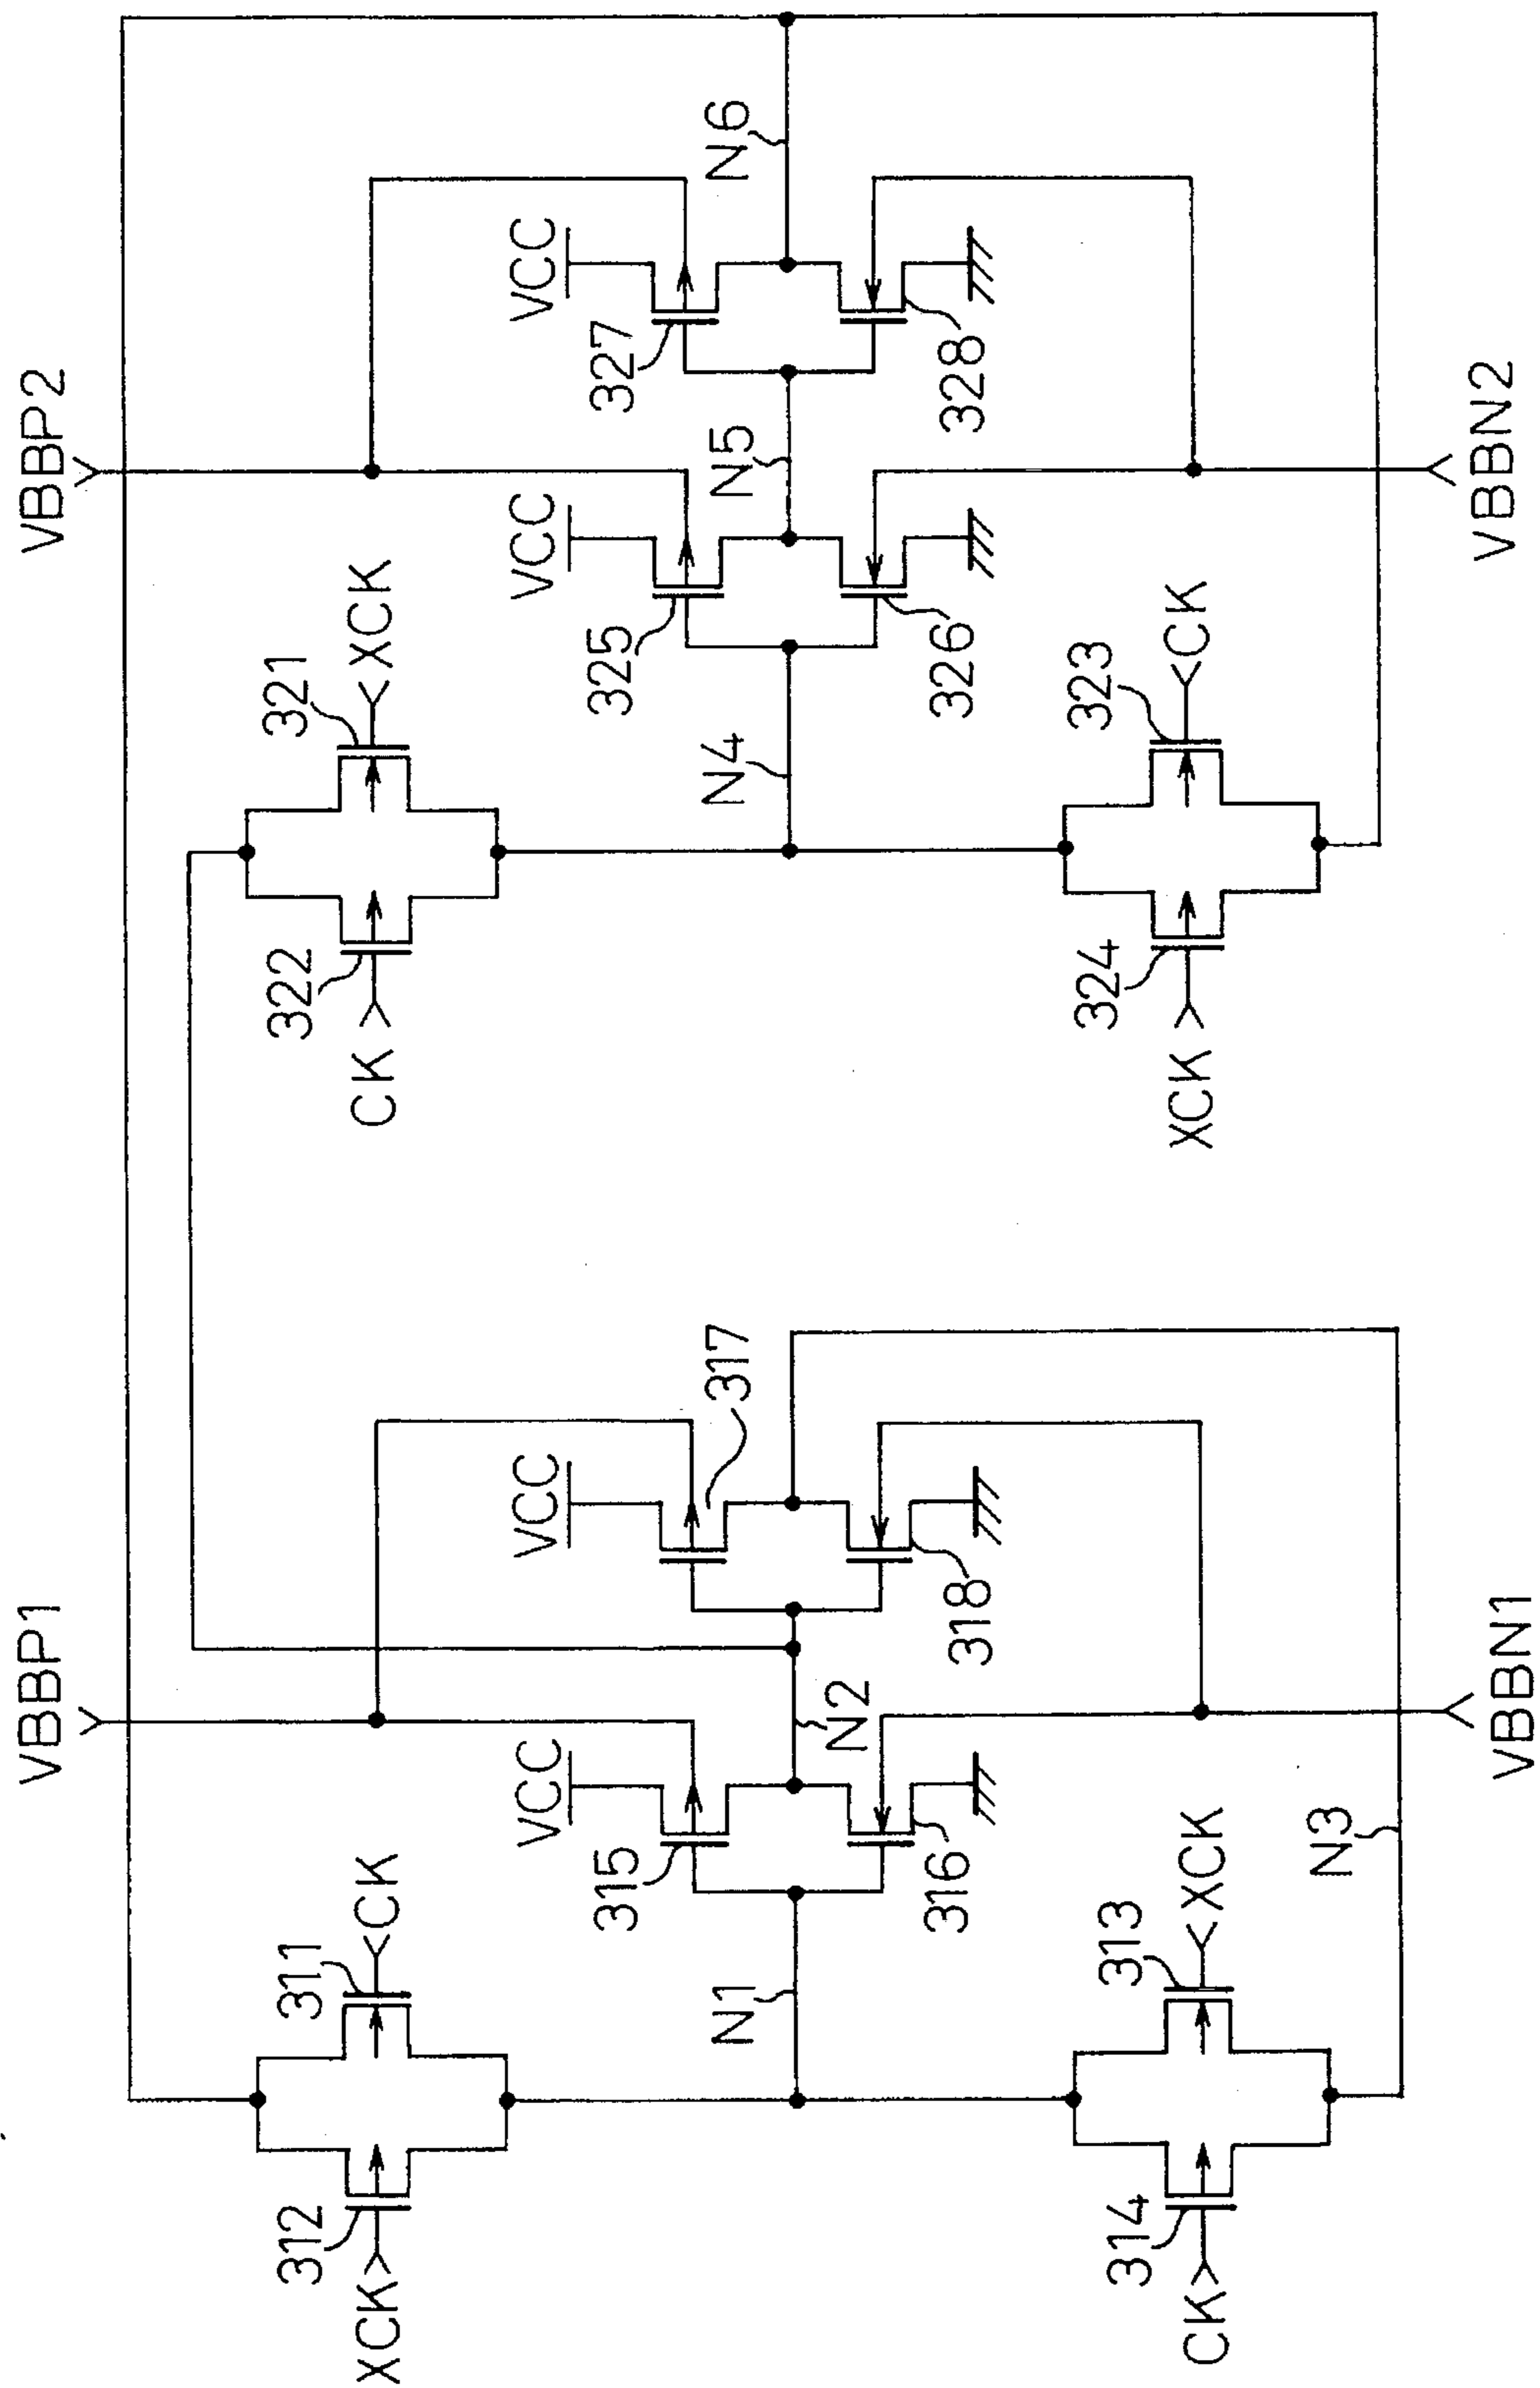 VBBP1
VBBP2
XCK
312
311
CK
CK
322
321
XCK
VCC
VCC
VCC
VCC
315
317
325
327
N1
N2
N4
N5
N6
316
318
326
328
CK
314
313
XCK
XCK
324
323
CK
N3
VBBN1
VBBN2